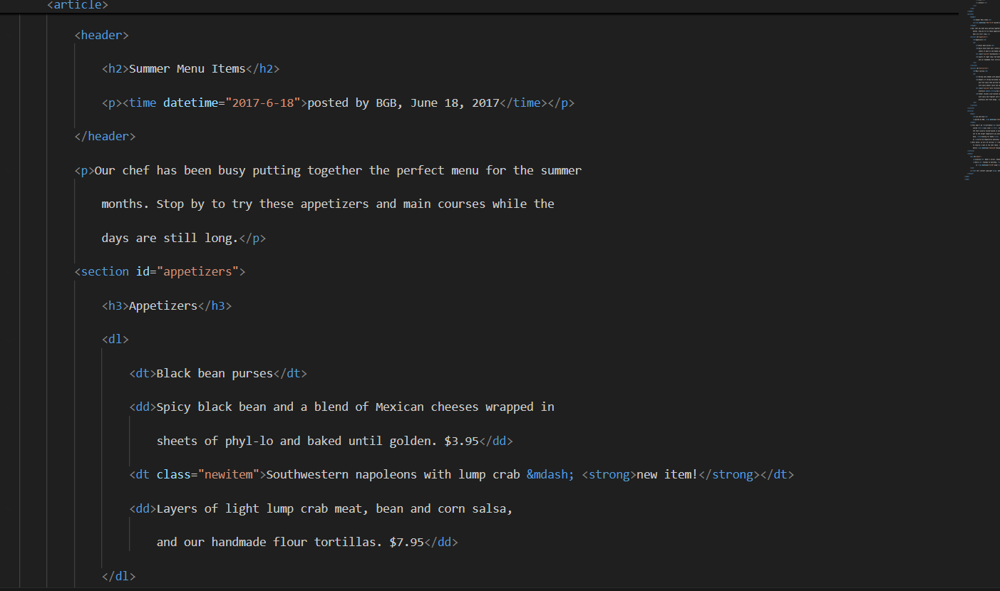 <article>
<header>
<h2>Summer Menu Items</h2>
<p><time datetime="2017-6-18">posted by BGB, June 18, 2017</time></p>
</header>
<p>Our chef has been busy putting together the perfect menu for the summer
months. Stop by to try these appetizers and main courses while the
days are still long.</p>
<section id="appetizers">
<h3>Appetizers</h3>
<dl>
<dt>Black bean purses</dt>
<dd>Spicy black bean and a blend of Mexican cheeses wrapped in
sheets of phyl-lo and baked until golden. $3.95</dd>
<dt class="newitem">Southwestern napoleons with lump crab &mdash; <strong>new item!</strong></dt>
<dd>Layers of light lump crab meat, bean and corn salsa,
and our handmade flour tortillas. $7.95</dd>
</dl>